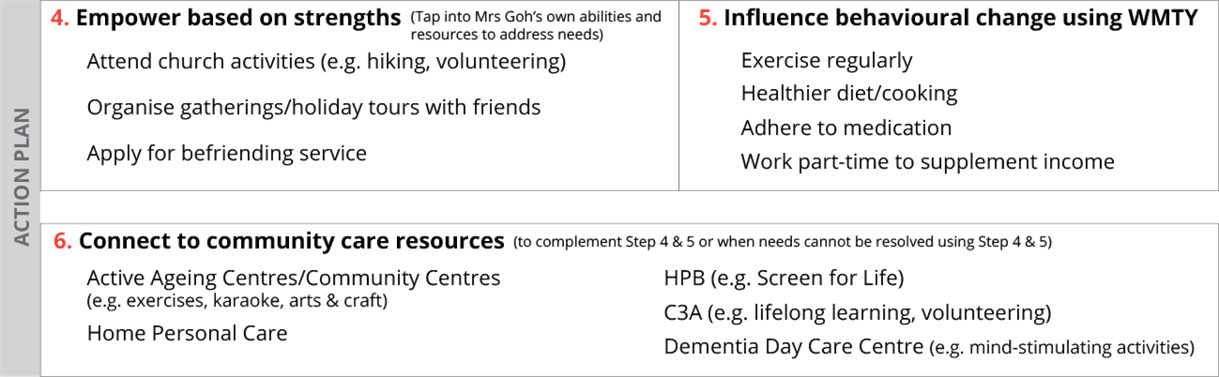 ACTION PLAN
4. Empower based on strengths (Tap into Mrs Goh’s own abilities and
resources to address needs)
Attend church activities (e.g. hiking, volunteering)
Organise gatherings/holiday tours with friends
Apply for befriending service
5. Influence behavioural change using WMTY
Exercise regularly
Healthier diet/cooking
Adhere to medication
Work part-time to supplement income
6. Connect to community care resources (to complement Step 4 & 5 or when needs cannot be resolved using Step 4 & 5)
Active Ageing Centres/Community Centres
(e.g. exercises, karaoke, arts & craft)
Home Personal Care
HPB (e.g. Screen for Life)
C3A (e.g. lifelong learning, volunteering)
Dementia Day Care Centre (e.g. mind-stimulating activities)